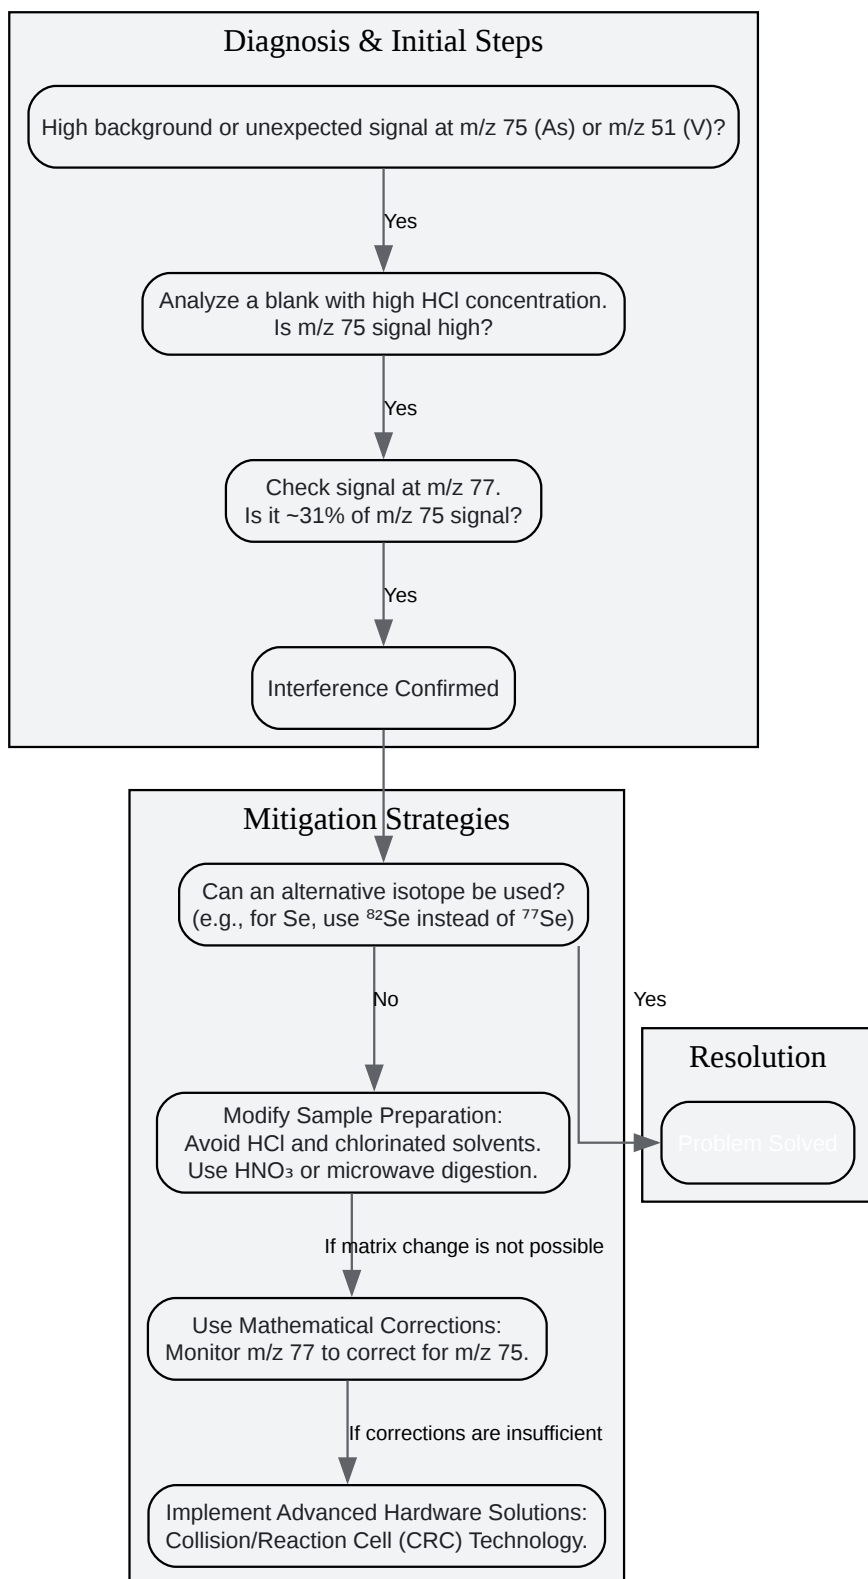 Diagnosis & Initial Steps
High background or unexpected signal at m/z 75 (As) or m/z 51 (V)?
Yes
Analyze a blank with high HCl concentration.
Is m/z 75 signal high?
Yes
Check signal at m/z 77.
Is it ~31% of m/z 75 signal?
Yes
Interference Confirmed
Mitigation Strategies
Can an alternative isotope be used?
(e.g., for Se, use ⁸²Se instead of ⁷⁷Se)
No
Yes
Resolution
Problem Solved
Modify Sample Preparation:
Avoid HCl and chlorinated solvents.
Use HNO₃ or microwave digestion.
If matrix change is not possible
Use Mathematical Corrections:
Monitor m/z 77 to correct for m/z 75.
If corrections are insufficient
Implement Advanced Hardware Solutions:
Collision/Reaction Cell (CRC) Technology.